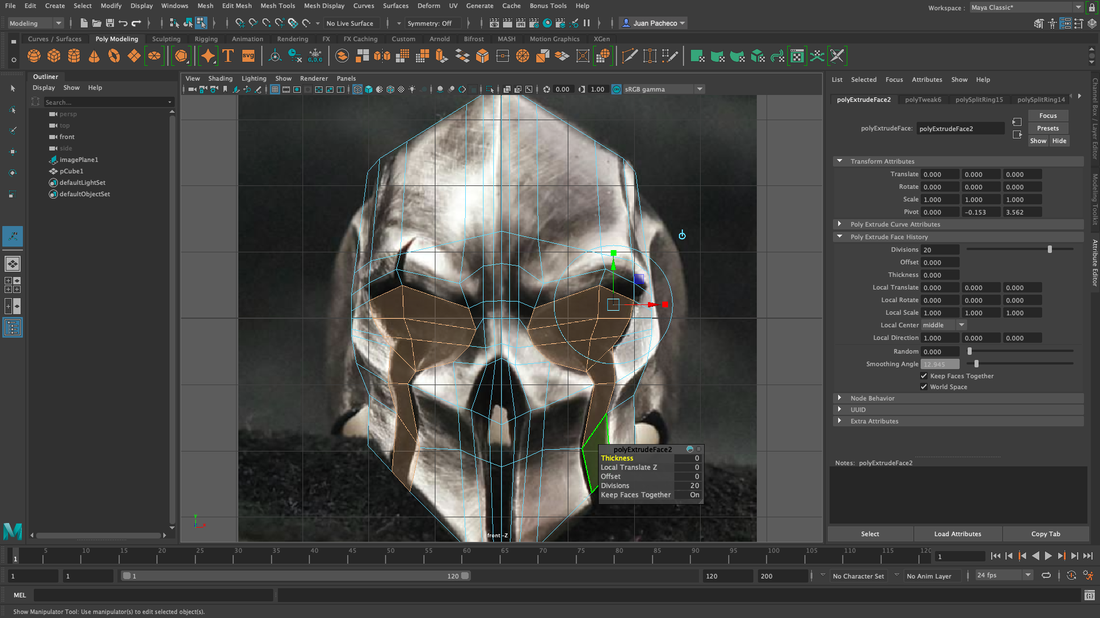 File Edit Create Select Modify Display Windows Mesh Edit Mesh Mesh Tools Mesh Display Curves Surfaces Deform UV Generate Cache Bonus Tools Help
Workspace : Maya Classic*
Modeling
No Live Surface
Symmetry: Off
Juan Pacheco
Curves / Surfaces Poly Modeling Sculpting Rigging Animation Rendering FX FX Caching Custom Arnold Bifrost MASH Motion Graphics XGen
Outliner
Display Show Help
Search...
persp
top
front
side
imagePlane1
pCube1
defaultLightSet
defaultObjectSet
View Shading Lighting Show Renderer Panels
0.00 1.00 sRGB gamma
polyExtrudeFace2
Thickness 0
Local Translate Z 0
Offset 0
Divisions 20
Keep Faces Together On
front -Z
List Selected Focus Attributes Show Help
polyExtrudeFace2 polyTweak6 polySplitRing15 polySplitRing14
polyExtrudeFace: polyExtrudeFace2
Focus
Presets
Show Hide
Transform Attributes
Translate 0.000 0.000 0.000
Rotate 0.000 0.000 0.000
Scale 1.000 1.000 1.000
Pivot 0.000 -0.153 3.562
Poly Extrude Curve Attributes
Poly Extrude Face History
Divisions 20
Offset 0.000
Thickness 0.000
Local Translate 0.000 0.000 0.000
Local Rotate 0.000 0.000 0.000
Local Scale 1.000 1.000 1.000
Local Center middle
Local Direction 1.000 0.000 0.000
Random 0.000
Smoothing Angle
Keep Faces Together
World Space
Node Behavior
UUID
Extra Attributes
Notes: polyExtrudeFace2
Select Load Attributes Copy Tab
Channel Box / Layer Editor
Modeling Toolkit
Attribute Editor
1 5 10 15 20 25 30 35 40 45 50 55 60 65 70 75 80 85 90 95 100 105 110 115 120
1
1 1 1 120 120 200 No Character Set No Anim Layer 24 fps
MEL
Show Manipulator Tool: Use manipulator(s) to edit selected object(s).